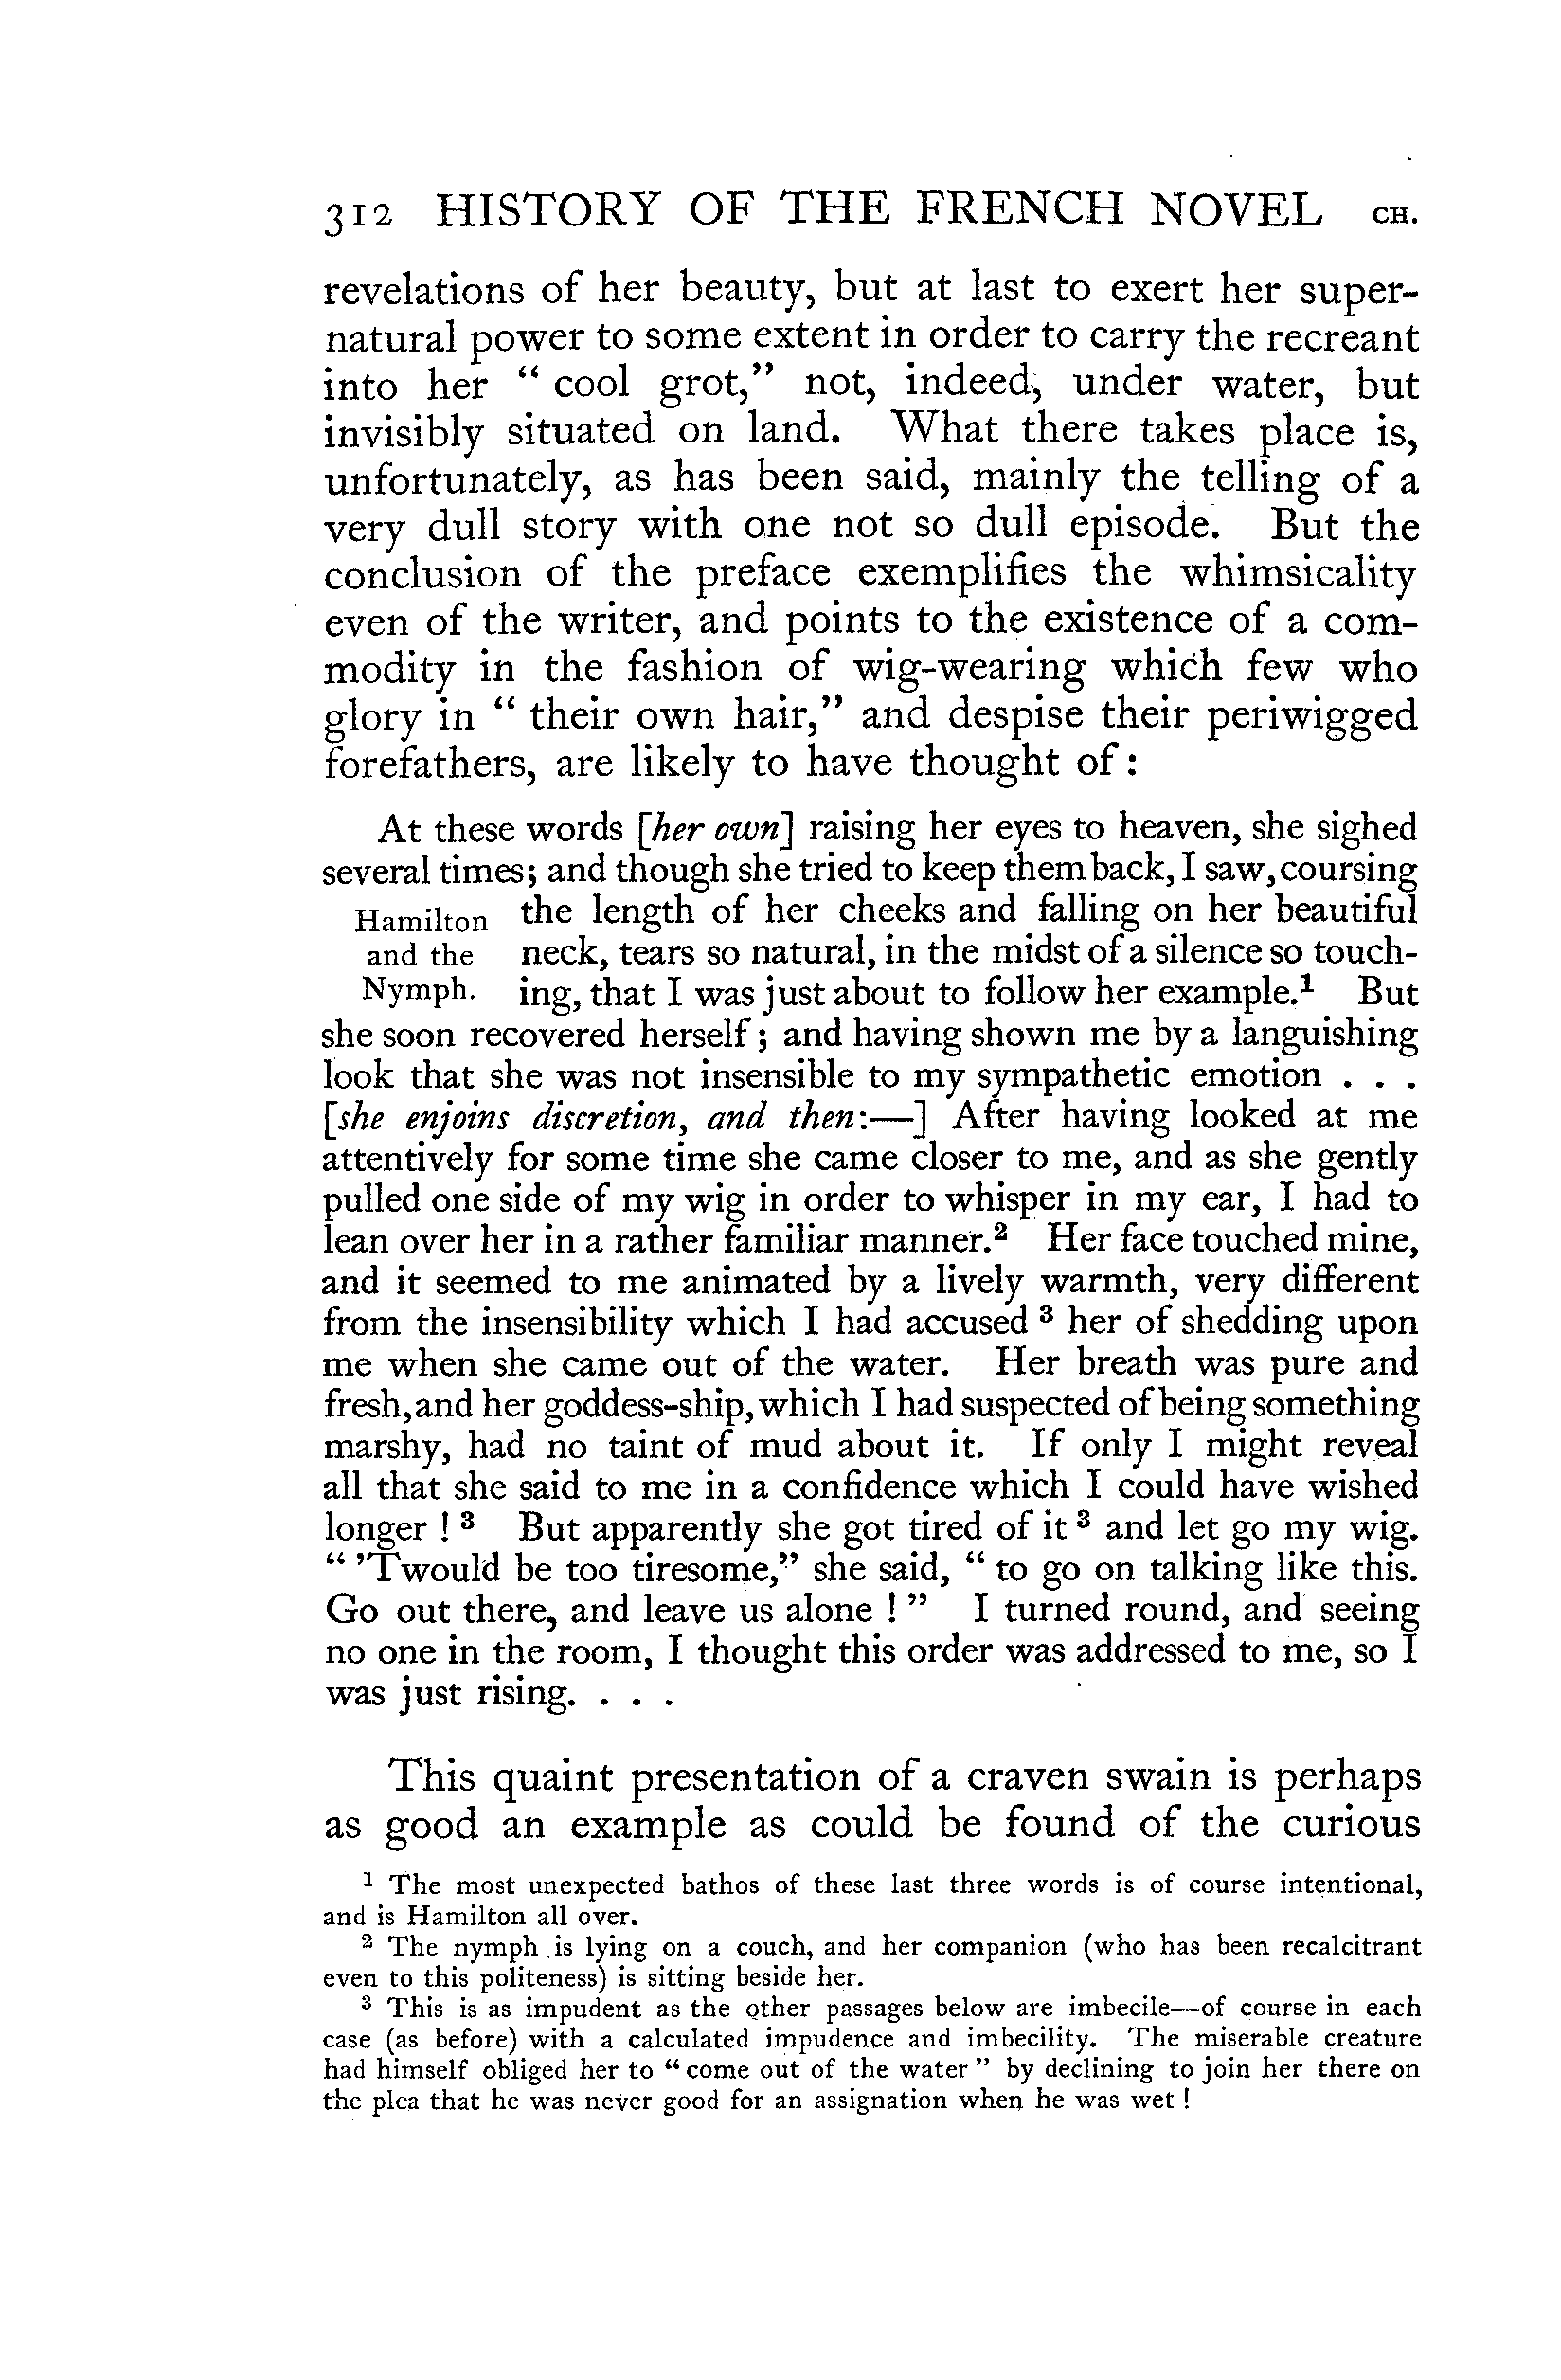 312 HISTORY OF THE FRENCH NOVEL CH.
revelations of her beauty, but at last to exert her super-
natural power to some extent in order to carry the recreant
into her “ cool grot,” not, indeed, under water, but
invisibly situated on land. What there takes place is,
unfortunately, as has been said, mainly the telling of a
very dull story with one not so dull episode. But the
conclusion of the preface exemplifies the whimsicality
even of the writer, and points to the existence of a com-
modity in the fashion of wig-wearing which few who
glory in “ their own hair,” and despise their periwigged
forefathers, are likely to have thought of :
At these words [her own] raising her eyes to heaven, she sighed
several times; and though she tried to keep them back, I saw, coursing
the length of her cheeks and falling on her beautiful
neck, tears so natural, in the midst of a silence so touch-
ing, that I was just about to follow her example.¹ But
Hamilton
and the
Nymph.
she soon recovered herself ; and having shown me by a languishing
look that she was not insensible to my sympathetic emotion . . .
[she enjoins discretion, and then:—] After having looked at me
attentively for some time she came closer to me, and as she gently
pulled one side of my wig in order to whisper in my ear, I had to
lean over her in a rather familiar manner.² Her face touched mine,
and it seemed to me animated by a lively warmth, very different
from the insensibility which I had accused ³ her of shedding upon
me when she came out of the water. Her breath was pure and
fresh, and her goddess-ship, which I had suspected of being something
marshy, had no taint of mud about it. If only I might reveal
all that she said to me in a confidence which I could have wished
longer ! ³ But apparently she got tired of it ³ and let go my wig.
“ ’Twould be too tiresome,” she said, “ to go on talking like this.
Go out there, and leave us alone ! ” I turned round, and seeing
no one in the room, I thought this order was addressed to me, so I
was just rising. . . .
This quaint presentation of a craven swain is perhaps
as good an example as could be found of the curious
¹ The most unexpected bathos of these last three words is of course intentional,
and is Hamilton all over.
² The nymph is lying on a couch, and her companion (who has been recalcitrant
even to this politeness) is sitting beside her.
³ This is as impudent as the other passages below are imbecile—of course in each
case (as before) with a calculated impudence and imbecility. The miserable creature
had himself obliged her to “ come out of the water ” by declining to join her there on
the plea that he was never good for an assignation when he was wet !